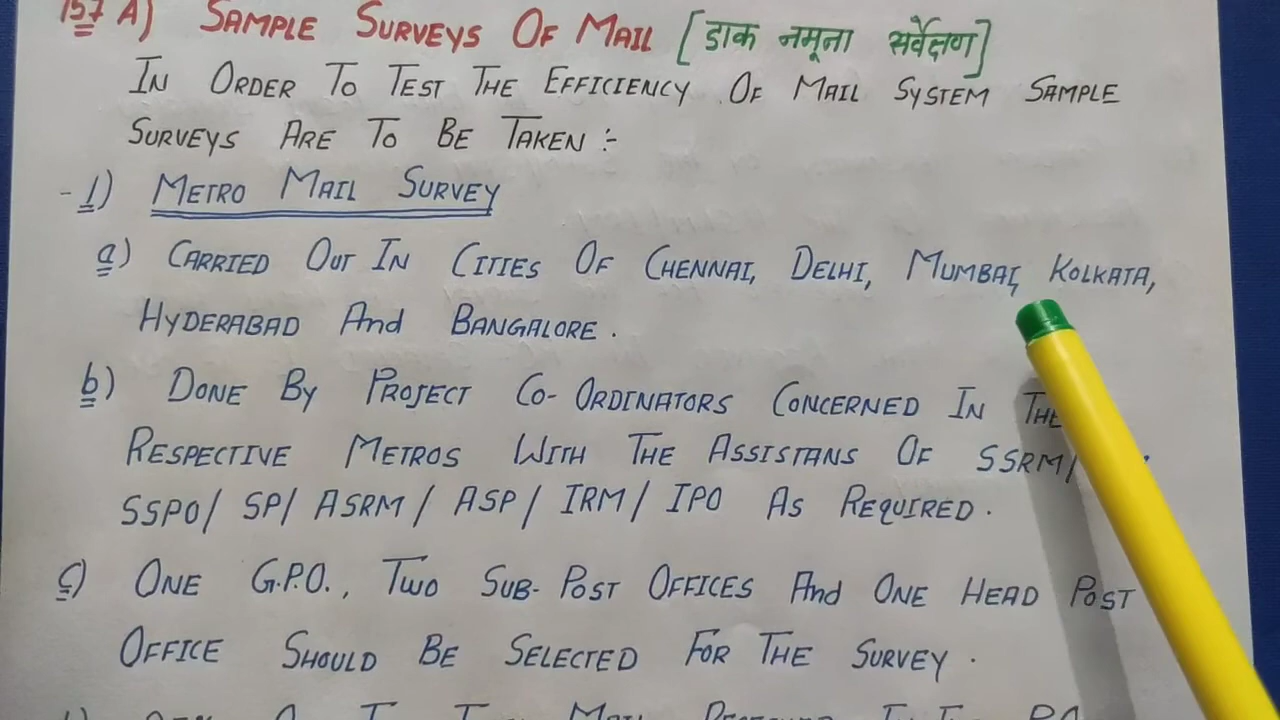 157 A) SAMPLE SURVEYS OF MAIL [डाक नमूना सर्वेक्षण]
IN ORDER TO TEST THE EFFICIENCY OF MAIL SYSTEM SAMPLE
SURVEYS ARE TO BE TAKEN :-
-1) METRO MAIL SURVEY
a) CARRIED OUT IN CITIES OF CHENNAI, DELHI, MUMBAI, KOLKATA,
HYDERABAD And BANGALORE.
b) DONE BY PROJECT CO-ORDINATORS CONCERNED IN THE
RESPECTIVE METROS WITH THE ASSISTANS OF SSRM/
SSPO/ SP/ ASRM/ ASP/ IRM/ IPO AS REQUIRED.
c) ONE G.P.O., TWO SUB-POST OFFICES And ONE HEAD POST
OFFICE SHOULD BE SELECTED FOR THE SURVEY.
MAIL IN THE